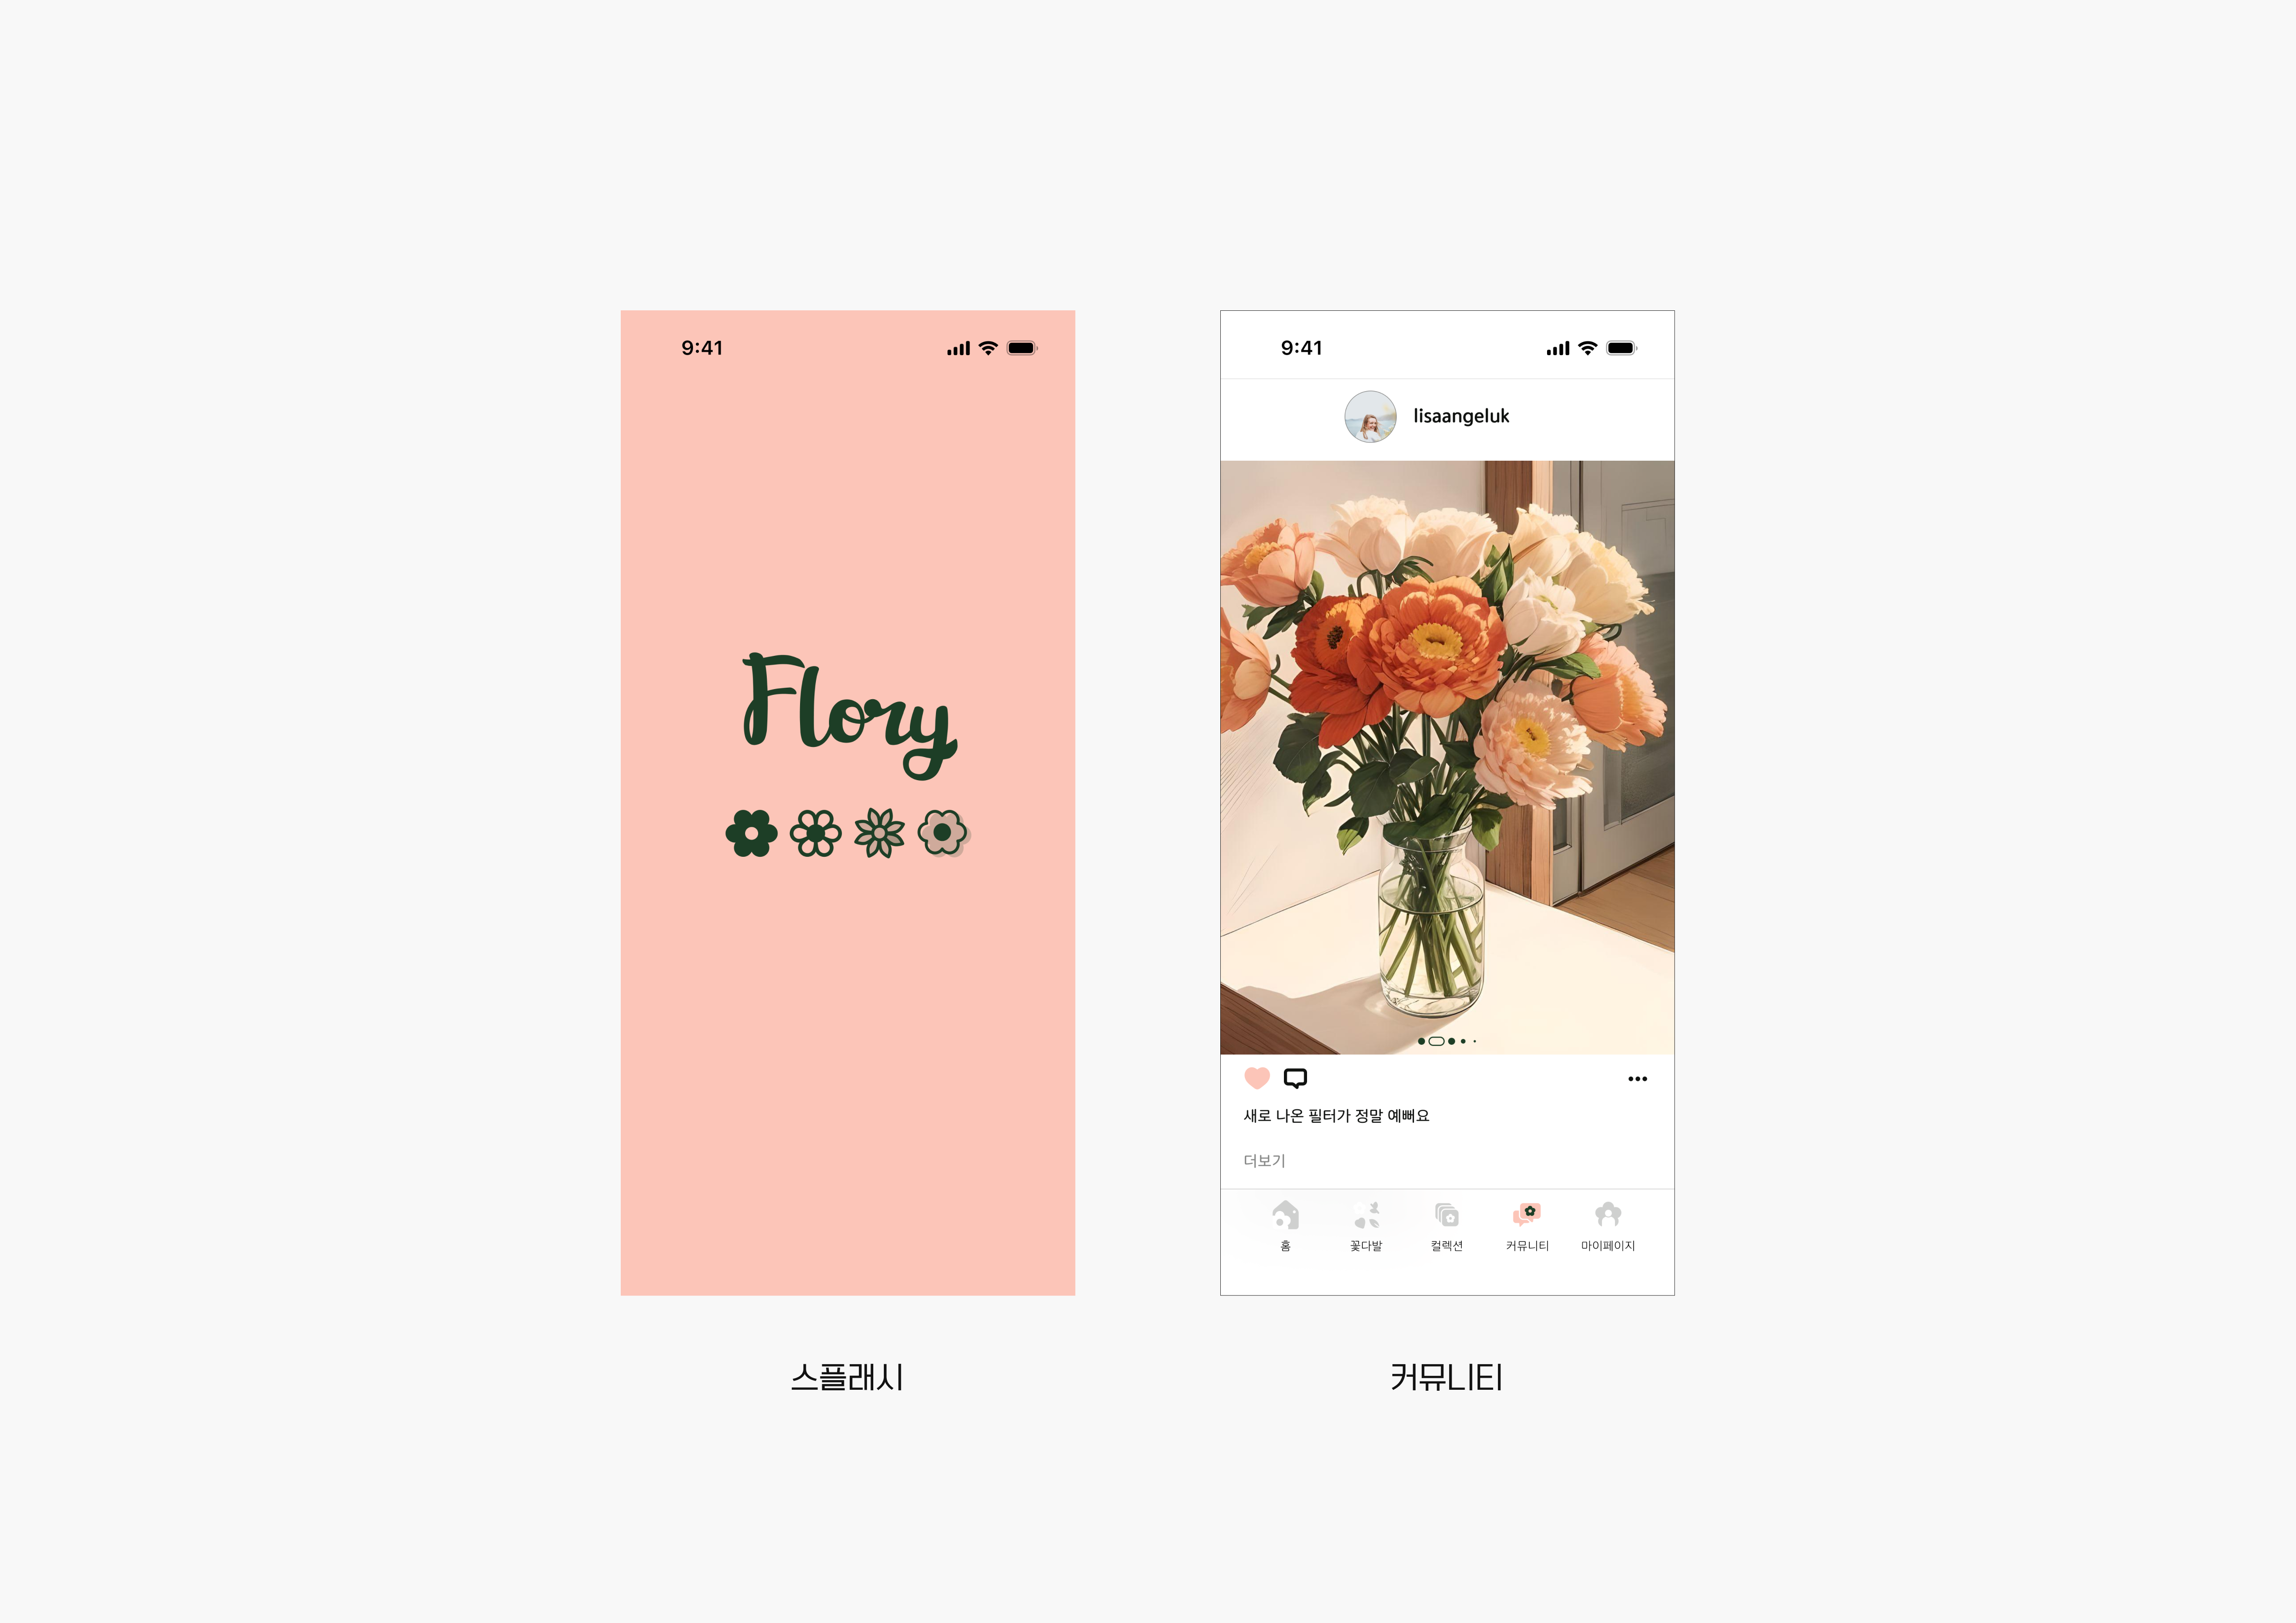 9:41
Flory
스플래시
9:41
lisaangeluk
새로 나온 필터가 정말 예뻐요
더보기
홈 꽃다발 컬렉션 커뮤니티 마이페이지
커뮤니티